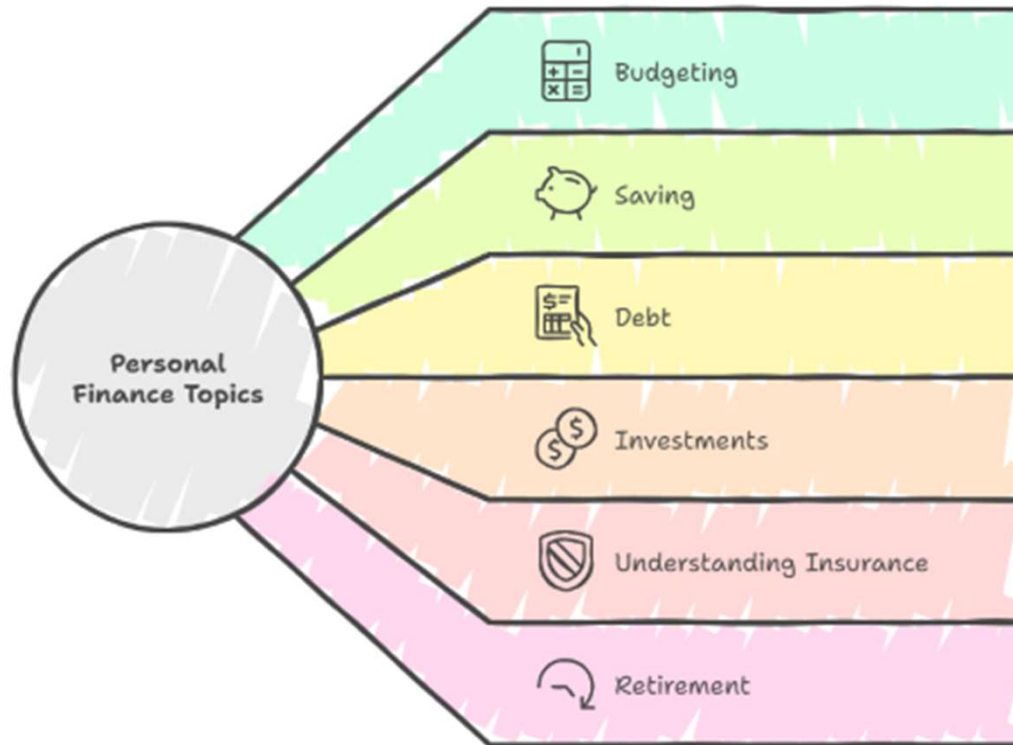 Budgeting
Saving
Debt
Personal
Finance Topics
Investments
Understanding Insurance
Retirement